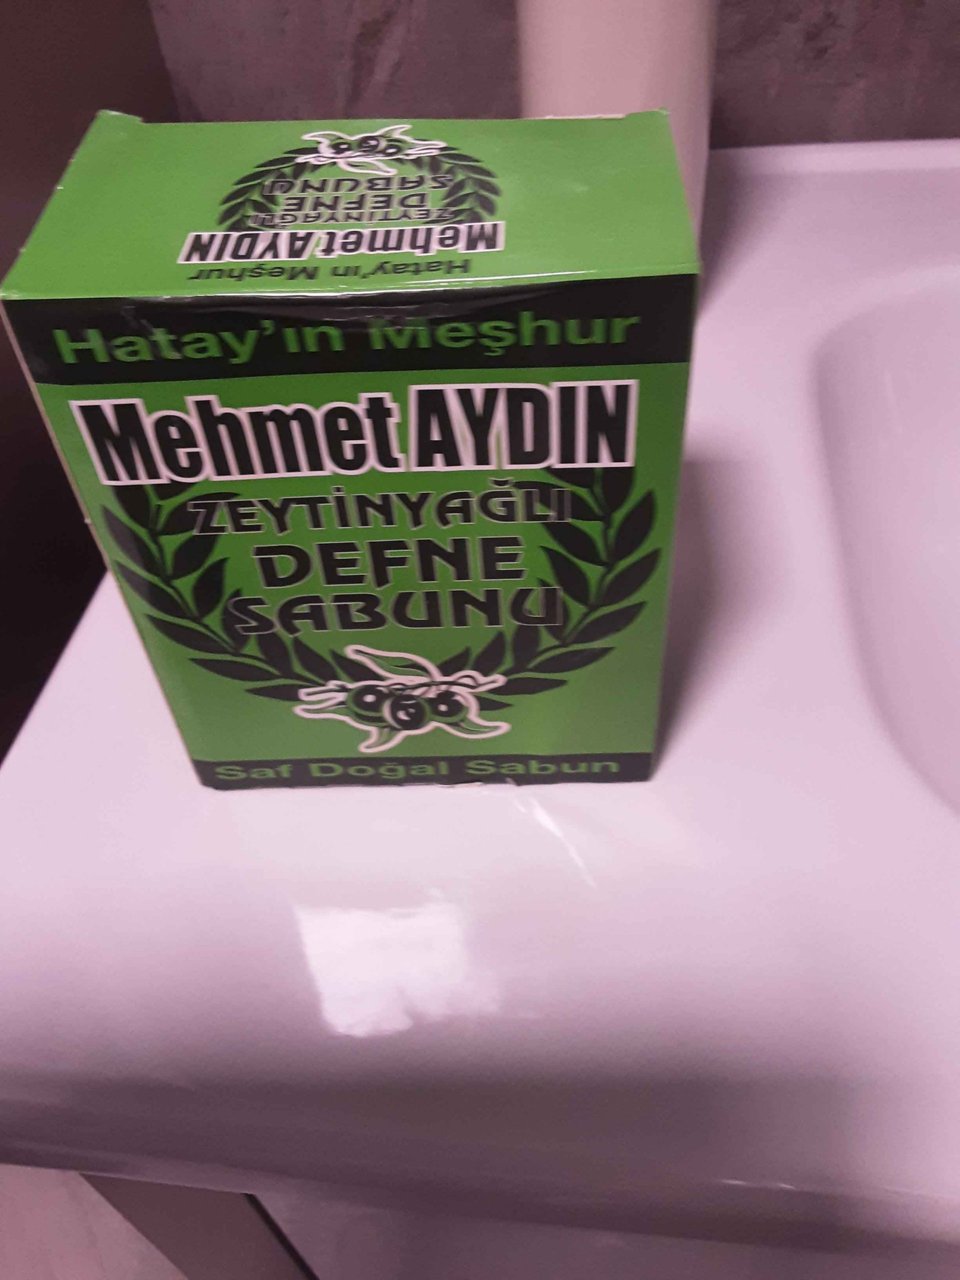 Hatay'ın Meşhur
Mehmet AYDIN
ZEYTİNYAĞLI
DEFNE
SABUNU
Hatay'ın Meşhur
Mehmet AYDIN
ZEYTİNYAĞLI
DEFNE
SABUNU
Saf Doğal Sabun